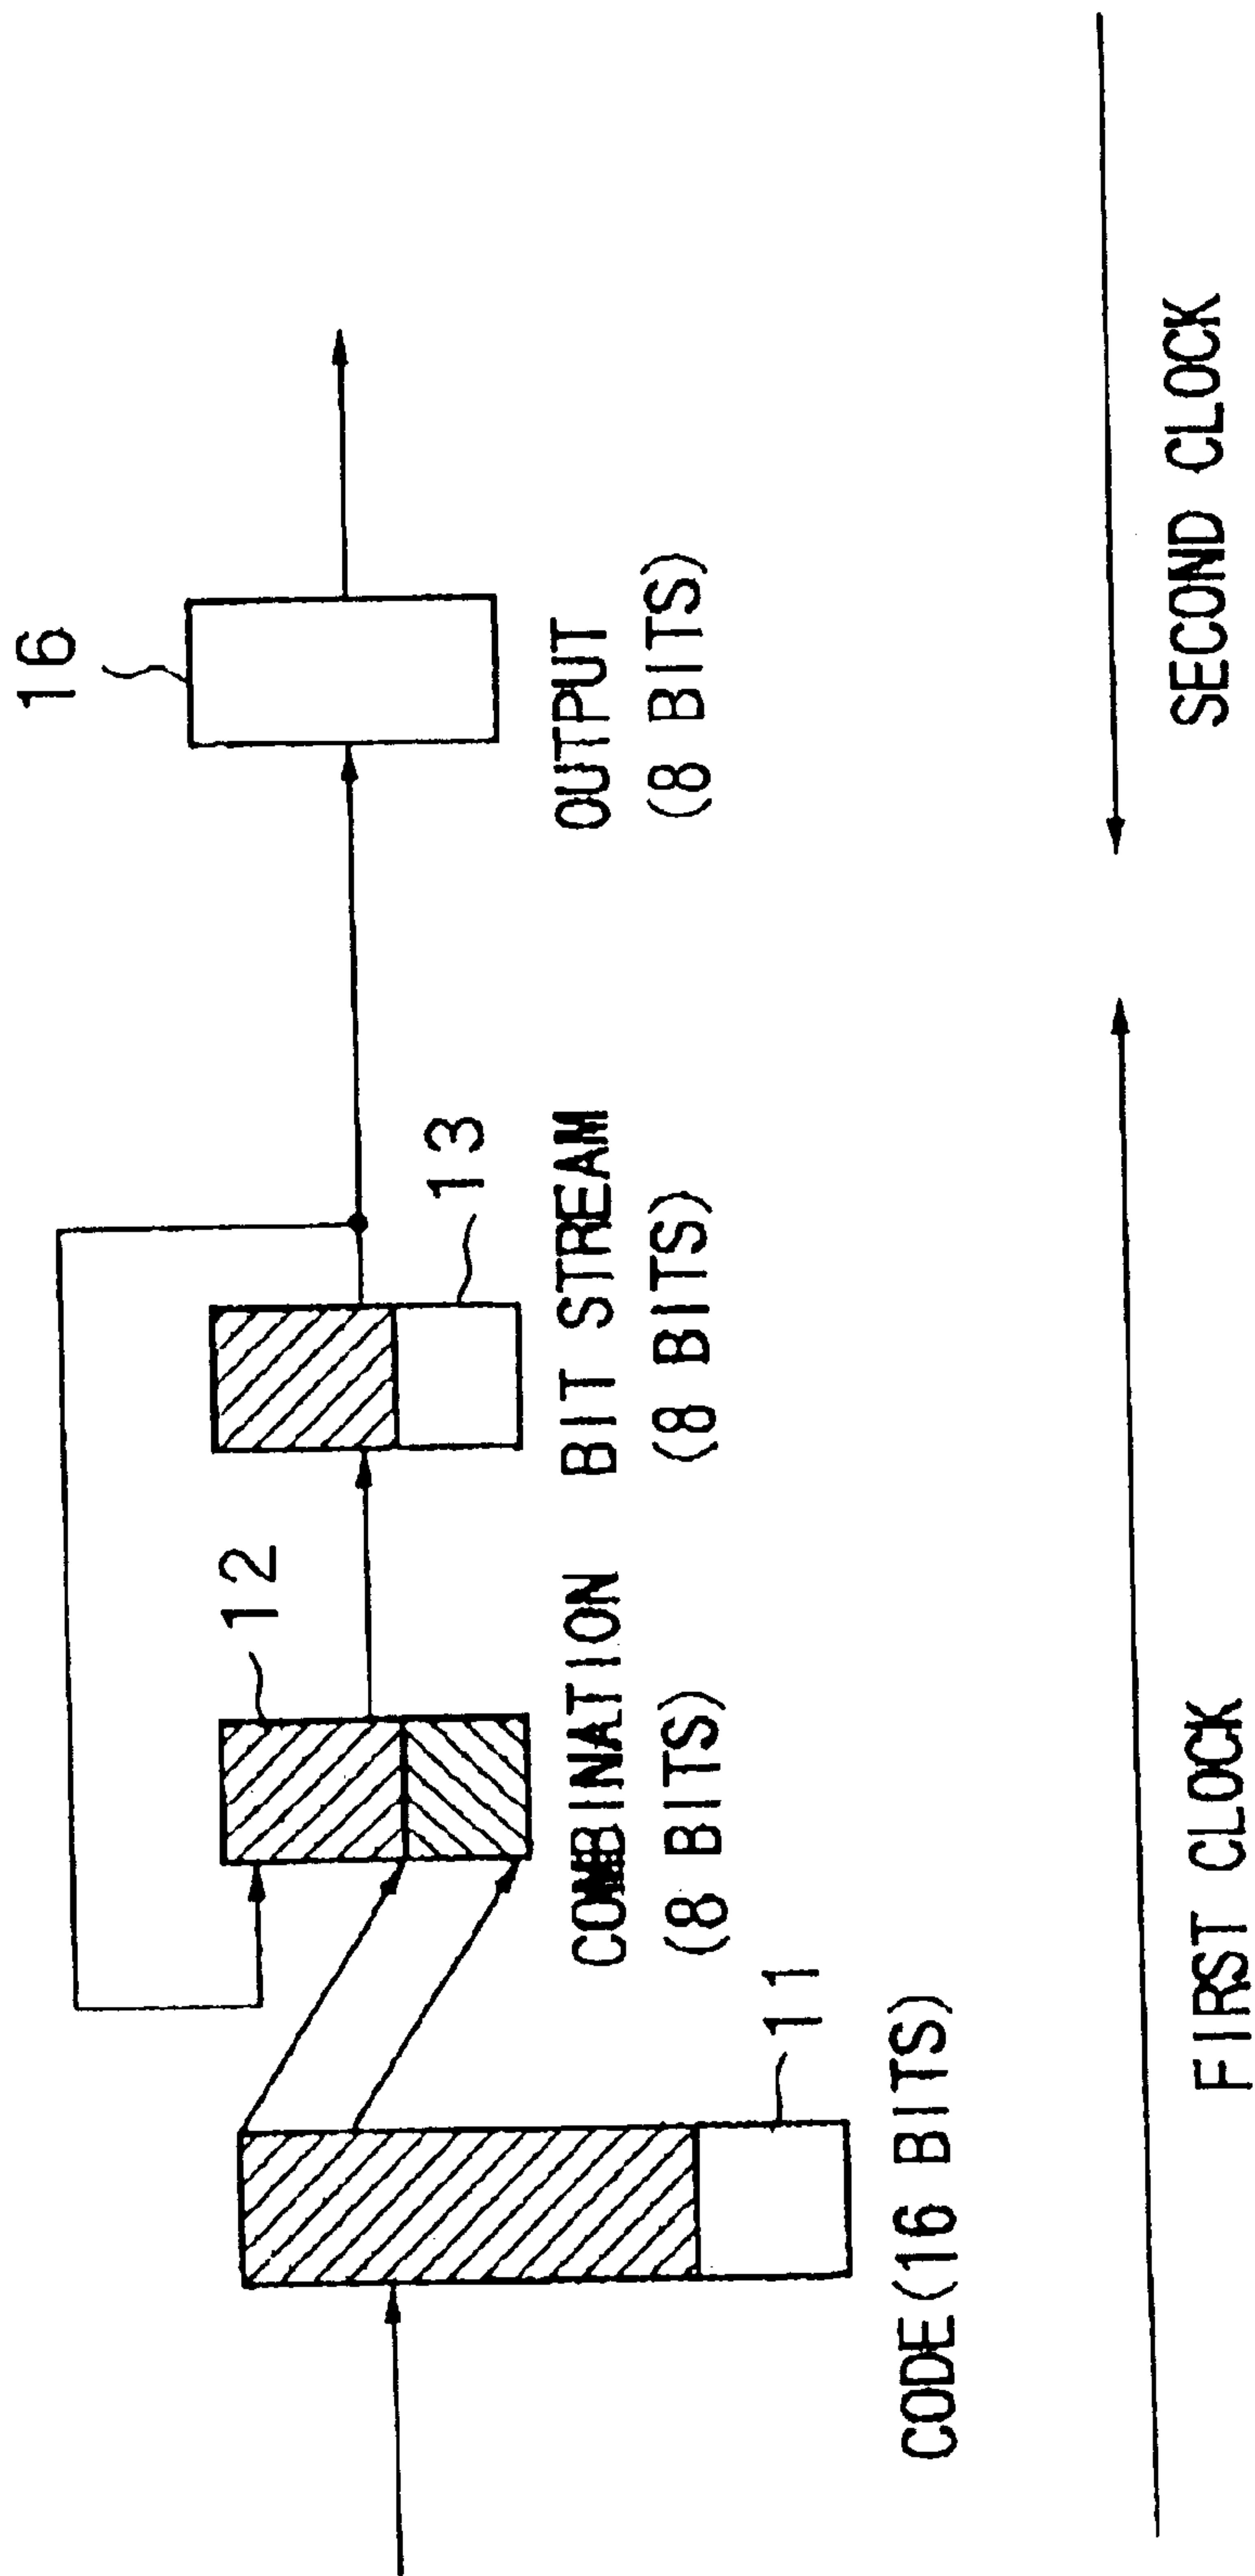 16
12
13
11
CODE(16 BITS)
COMBINATION
(8 BITS)
BIT STREAM
(8 BITS)
OUTPUT
(8 BITS)
FIRST CLOCK
SECOND CLOCK